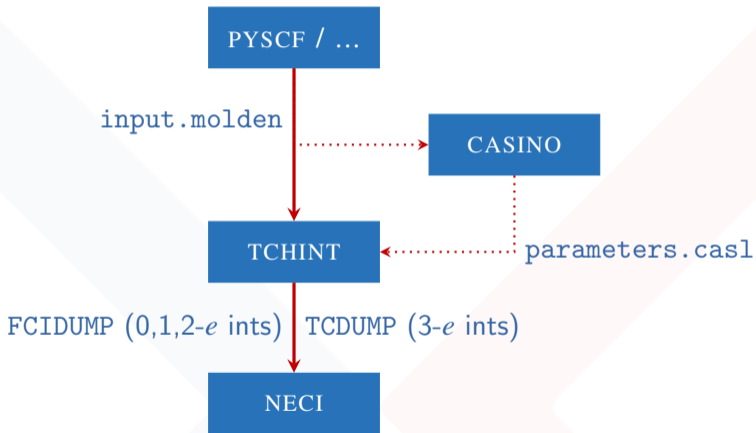 PYSCF / ...
input.molden
CASINO
TCHINT
parameters.casl
FCIDUMP (0,1,2-e ints) TCDUMP (3-e ints)
NECI